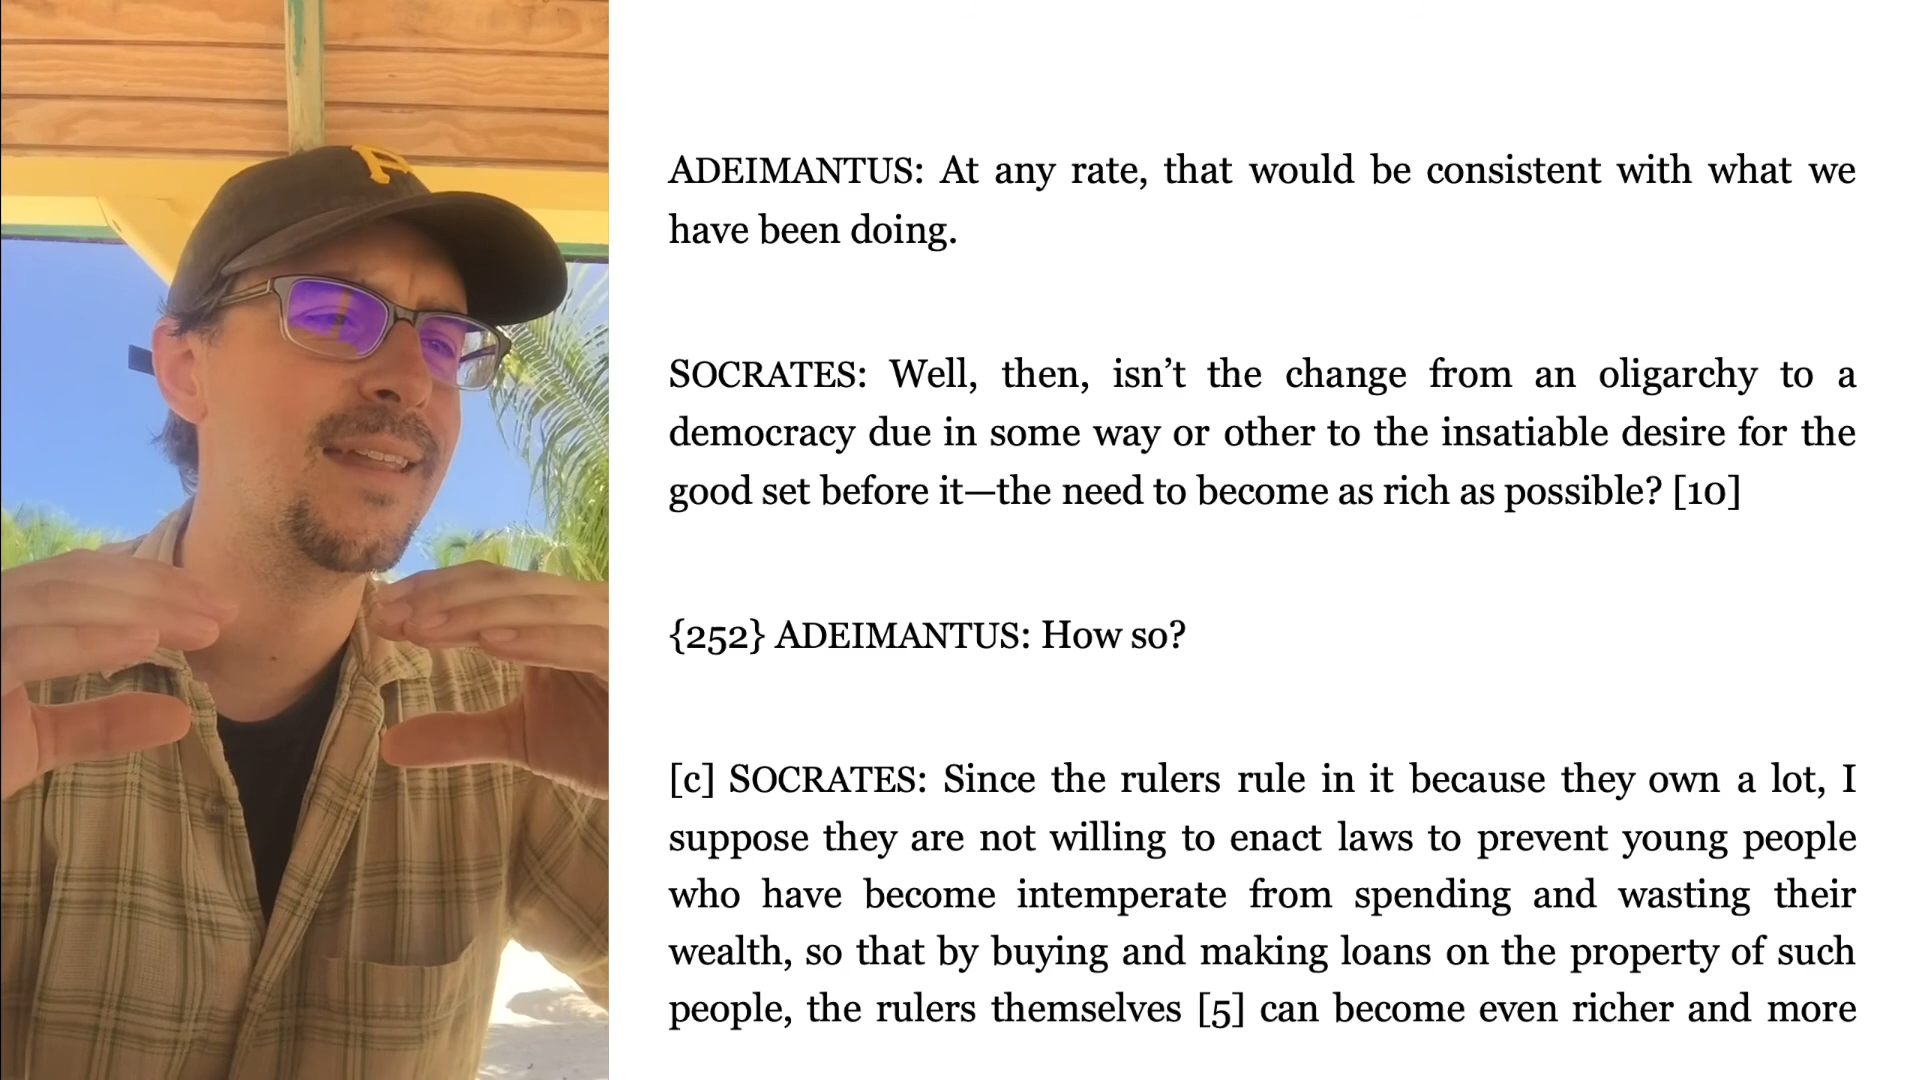 P
ADEIMANTUS: At any rate, that would be consistent with what we
have been doing.
SOCRATES: Well, then, isn’t the change from an oligarchy to a
democracy due in some way or other to the insatiable desire for the
good set before it—the need to become as rich as possible? [10]
{252} ADEIMANTUS: How so?
[c] SOCRATES: Since the rulers rule in it because they own a lot, I
suppose they are not willing to enact laws to prevent young people
who have become intemperate from spending and wasting their
wealth, so that by buying and making loans on the property of such
people, the rulers themselves [5] can become even richer and more